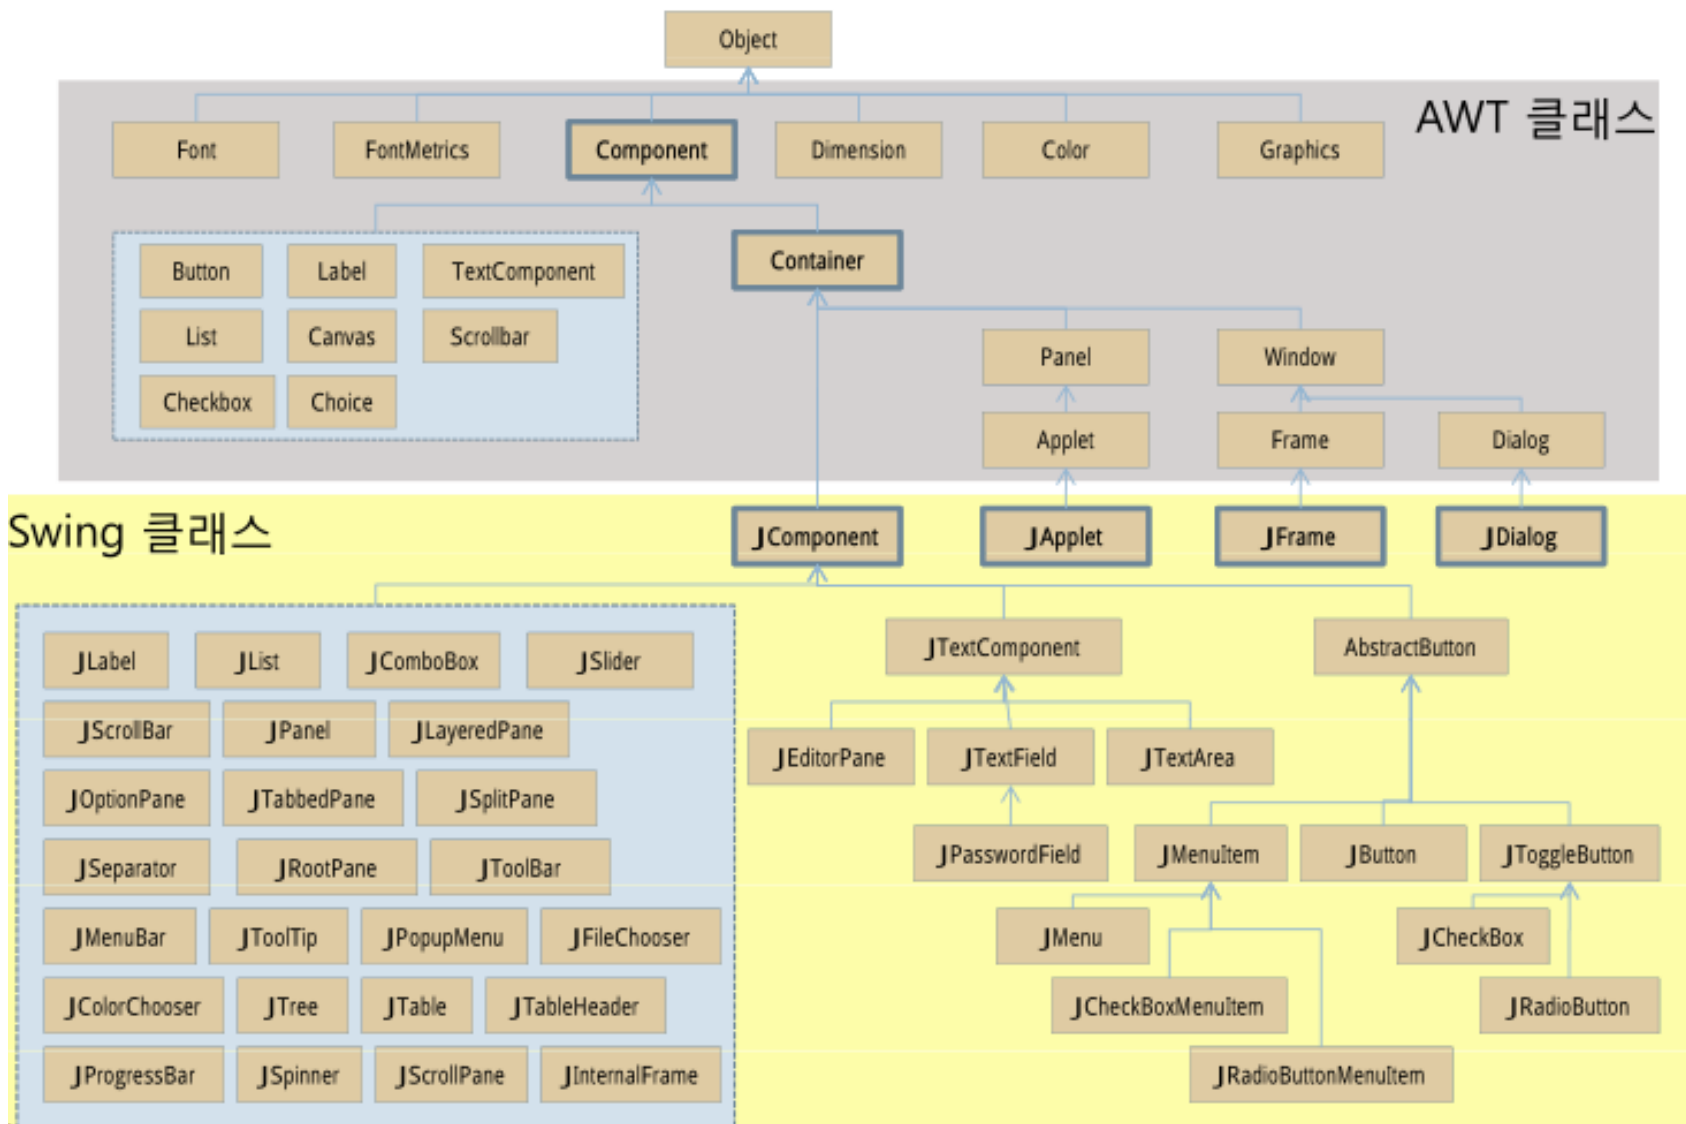 Object
AWT 클래스
Font FontMetrics Component Dimension Color Graphics
Container
Button Label TextComponent
List Canvas Scrollbar
Checkbox Choice
Panel Window
Applet Frame Dialog
Swing 클래스
JComponent JApplet JFrame JDialog
JLabel JList JComboBox JSlider
JScrollBar JPanel JLayeredPane
JOptionPane JTabbedPane JSplitPane
JSeparator JRootPane JToolBar
JMenuBar JToolTip JPopupMenu JFileChooser
JColorChooser JTree JTable JTableHeader
JProgressBar JSpinner JScrollPane JInternalFrame
JTextComponent AbstractButton
JEditorPane JTextField JTextArea
JPasswordField JMenuItem JButton JToggleButton
JMenu JCheckBox
JCheckBoxMenuItem JRadioButton
JRadioButtonMenuItem